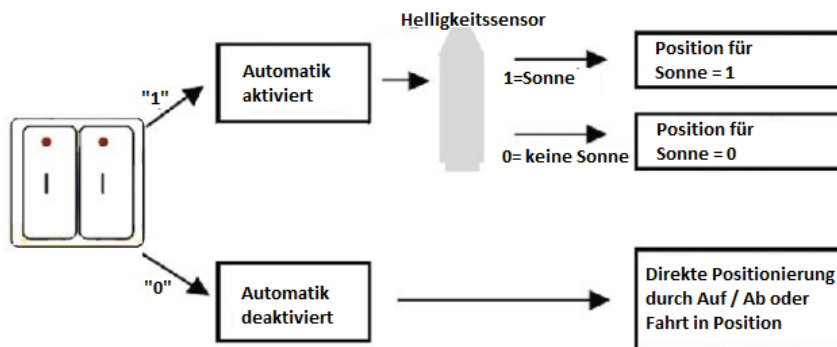 Helligkeitssensor
Automatik
aktiviert
"1"
1=Sonne
Position für
Sonne = 1
0= keine Sonne
Position für
Sonne = 0
"0"
Automatik
deaktiviert
Direkte Positionierung
durch Auf / Ab oder
Fahrt in Position